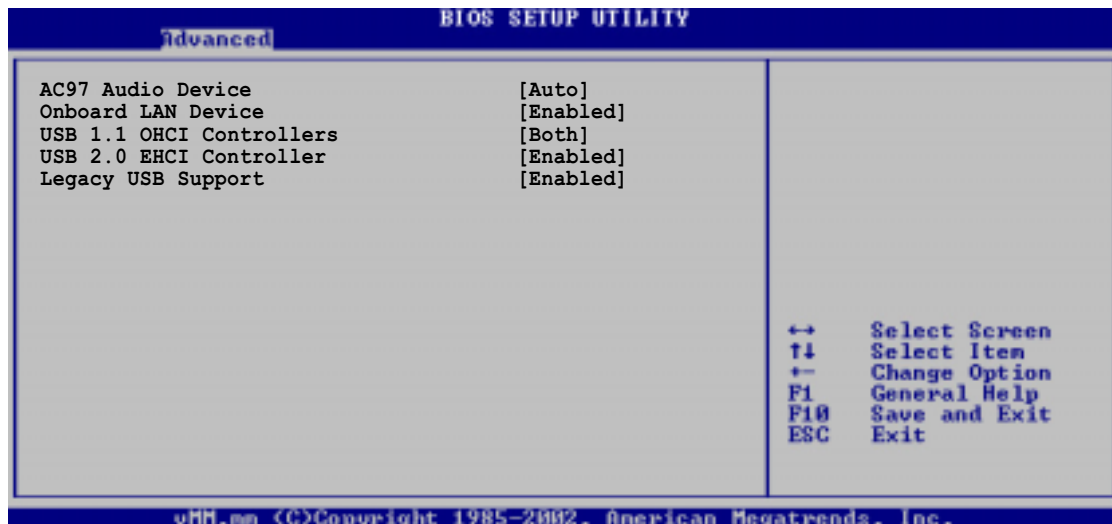 BIOS SETUP UTILITY
Advanced
AC97 Audio Device [Auto]
Onboard LAN Device [Enabled]
USB 1.1 OHCI Controllers [Both]
USB 2.0 EHCI Controller [Enabled]
Legacy USB Support [Enabled]
↔ Select Screen
↑↓ Select Item
+- Change Option
F1 General Help
F10 Save and Exit
ESC Exit
vMM.mm (C)Copyright 1985-2002, American Megatrends, Inc.